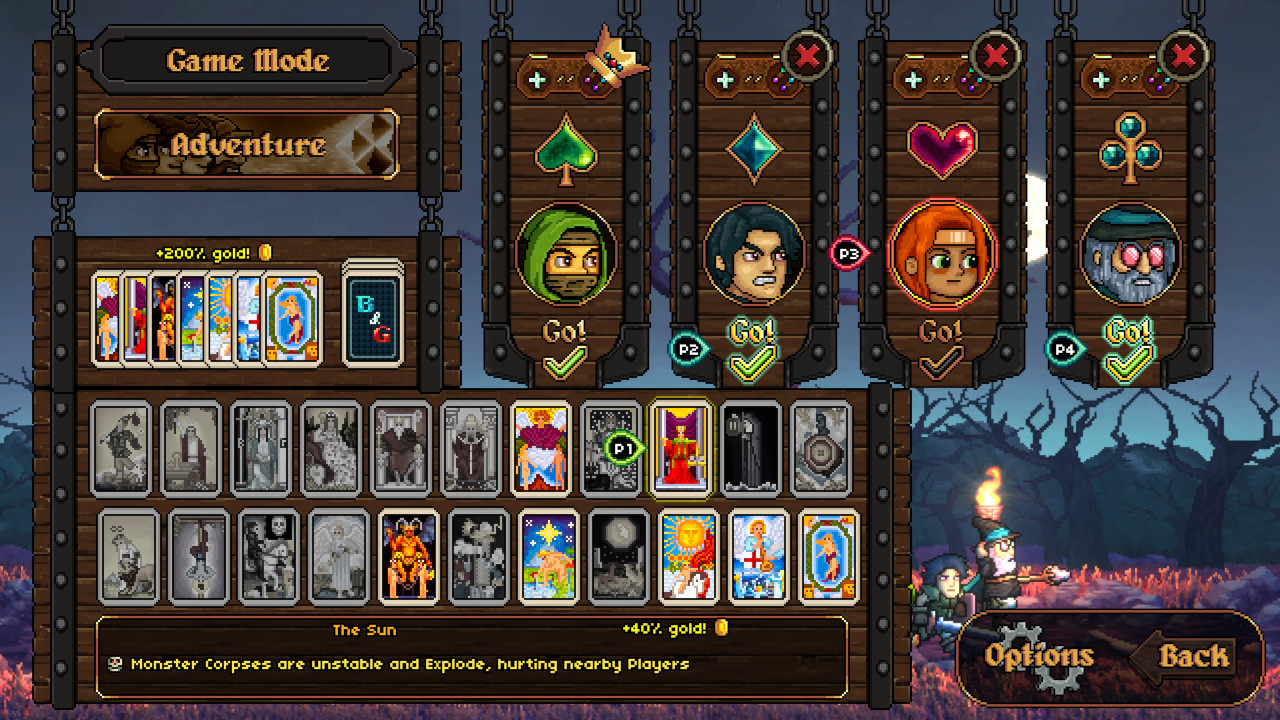 Game Mode
Adventure
+200% gold!
B
&
G
Go!
P2
Go!
P3
Go!
P4
Go!
P1
The Sun
+40% gold!
Monster Corpses are unstable and Explode, hurting nearby Players
Options
Back